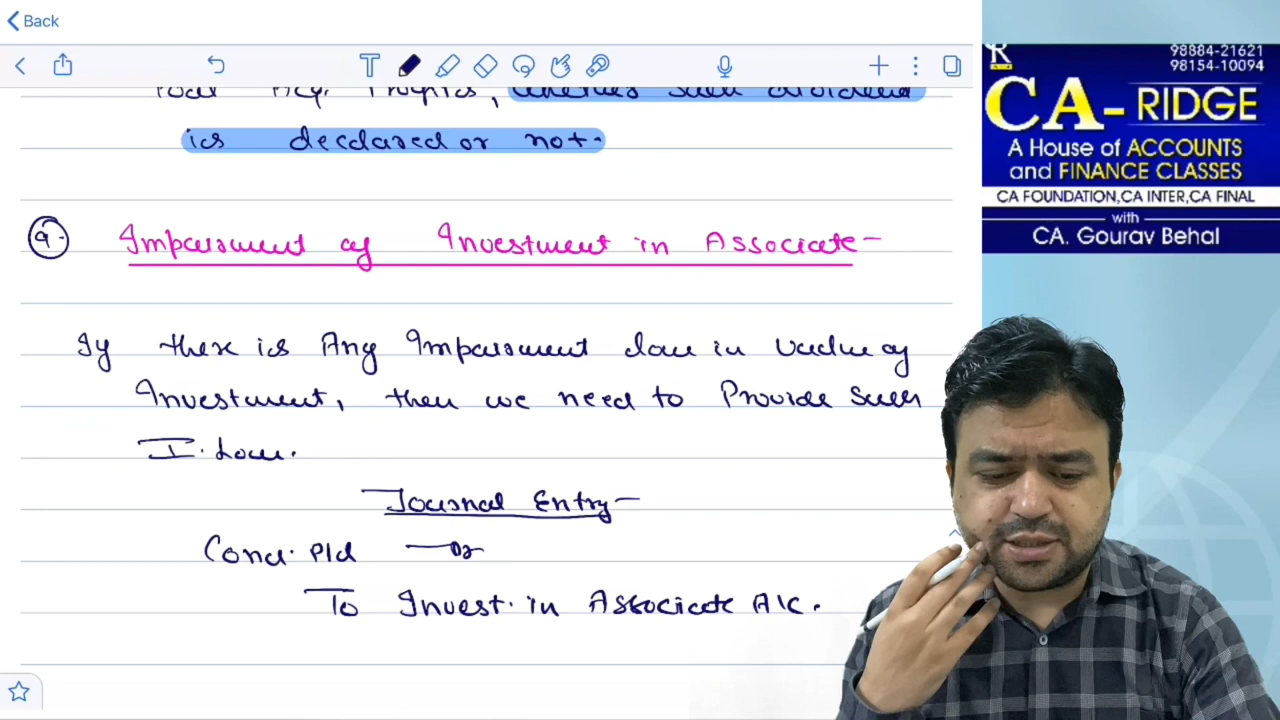 Back
is declared or not.
9.
Impairment of Investment in Associate-
If there is Any Impairment loss in value of
Investment, then we need to Provide such
I. Loss.
Journal Entry-
Cons. P/d — Dr
To Invest. in Associate A/c.
98884-21621
98154-10094
CA- RIDGE
A House of ACCOUNTS
and FINANCE CLASSES
CA FOUNDATION,CA INTER,CA FINAL
with
CA. Gourav Behal